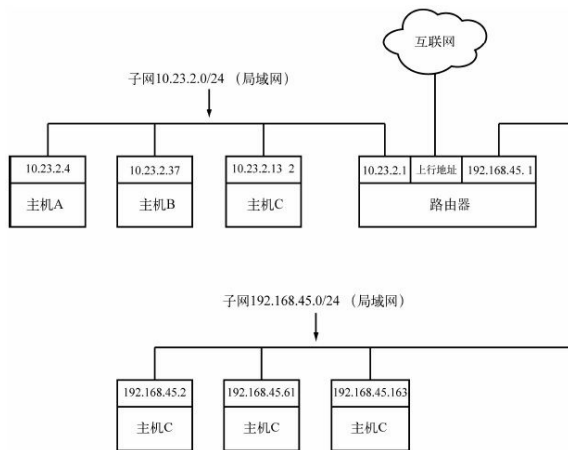 互联网
子网10.23.2.0/24 （局域网）
10.23.2.4
10.23.2.37
10.23.2.13 2
10.23.2.1
上行地址
192.168.45. 1
主机A
主机B
主机C
路由器
子网192.168.45.0/24 （局域网）
192.168.45.2
192.168.45.61
192.168.45.163
主机C
主机C
主机C